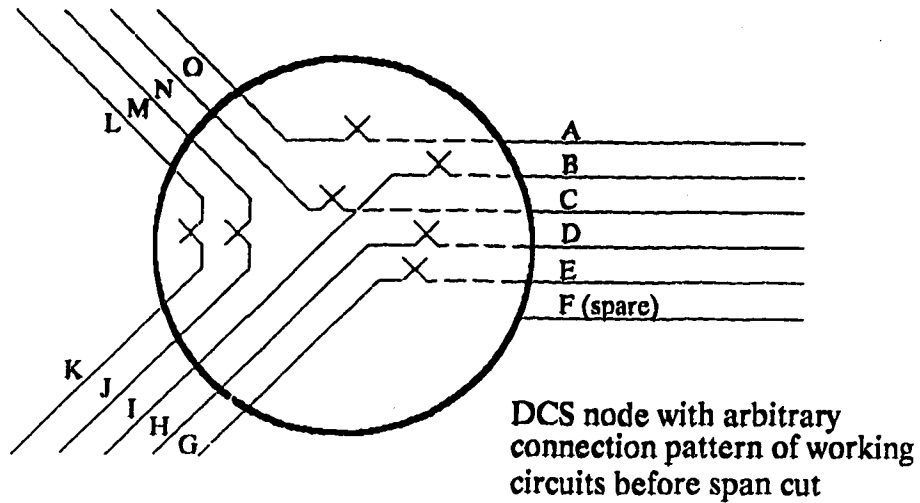 O
N
M
L
A
B
C
D
E
F (spare)
K
J
I
H
G
DCS node with arbitrary
connection pattern of working
circuits before span cut